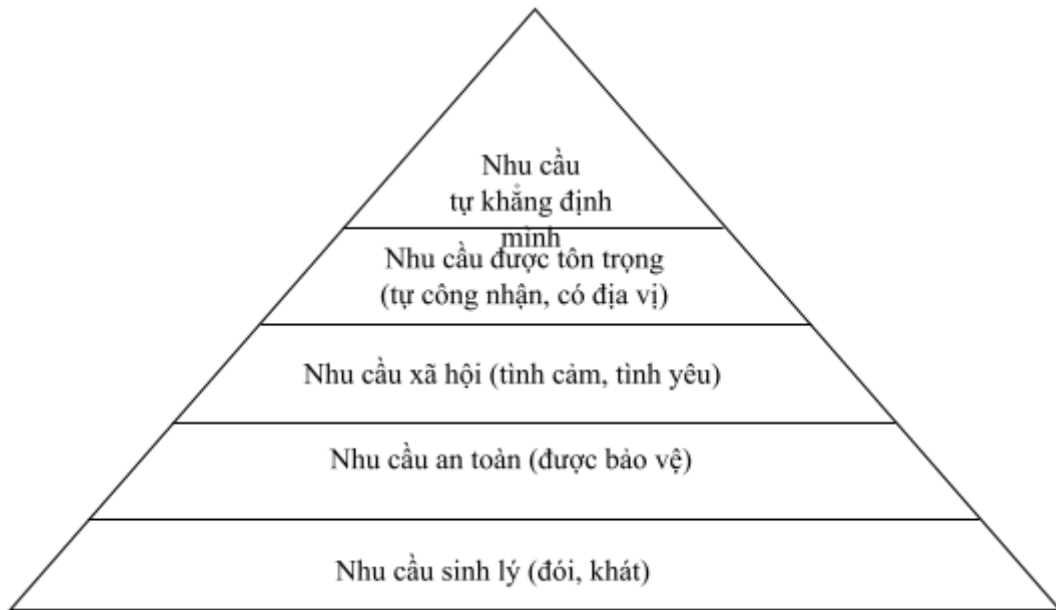 Nhu cầu
tự khẳng định
mình
Nhu cầu được tôn trọng
(tự công nhận, có địa vị)
Nhu cầu xã hội (tình cảm, tình yêu)
Nhu cầu an toàn (được bảo vệ)
Nhu cầu sinh lý (đói, khát)